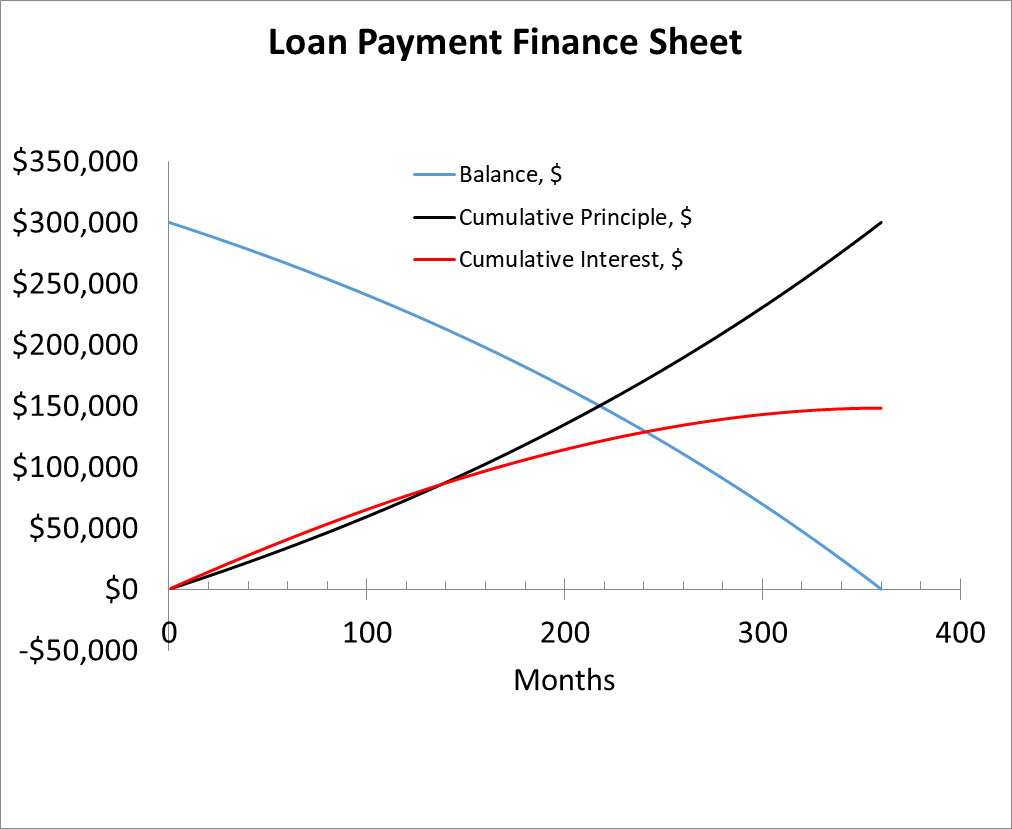 Loan Payment Finance Sheet
$350,000
$300,000
$250,000
$200,000
$150,000
$100,000
$50,000
$0
-$50,000
Balance, $
Cumulative Principle, $
Cumulative Interest, $
0 100 200 300 400
Months